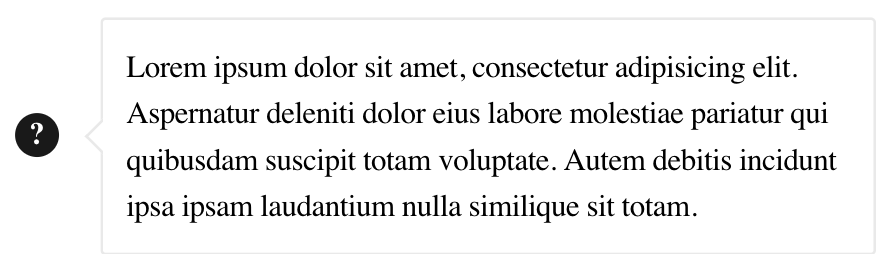 ?
Lorem ipsum dolor sit amet, consectetur adipisicing elit.
Aspernatur deleniti dolor eius labore molestiae pariatur qui
quibusdam suscipit totam voluptate. Autem debitis incidunt
ipsa ipsam laudantium nulla similique sit totam.